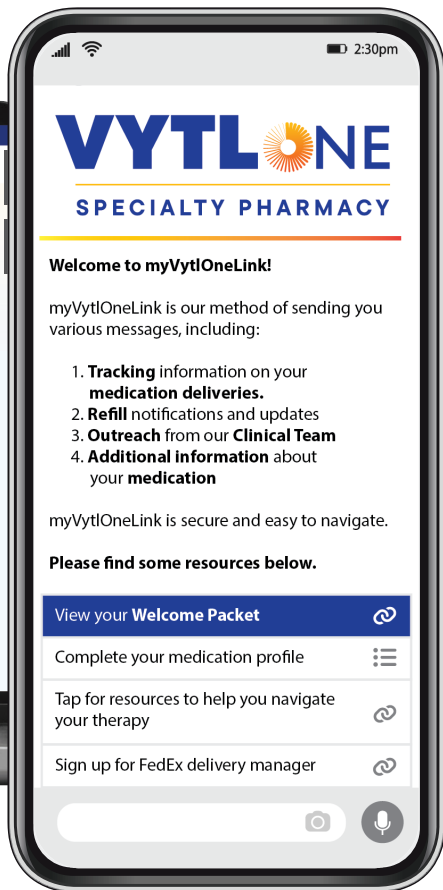 2:30pm
VYTLONE
SPECIALTY PHARMACY
Welcome to myVytlOneLink!
myVytlOneLink is our method of sending you
various messages, including:
1. Tracking information on your
medication deliveries.
2. Refill notifications and updates
3. Outreach from our Clinical Team
4. Additional information about
your medication
myVytlOneLink is secure and easy to navigate.
Please find some resources below.
View your Welcome Packet
Complete your medication profile
Tap for resources to help you navigate
your therapy
Sign up for FedEx delivery manager